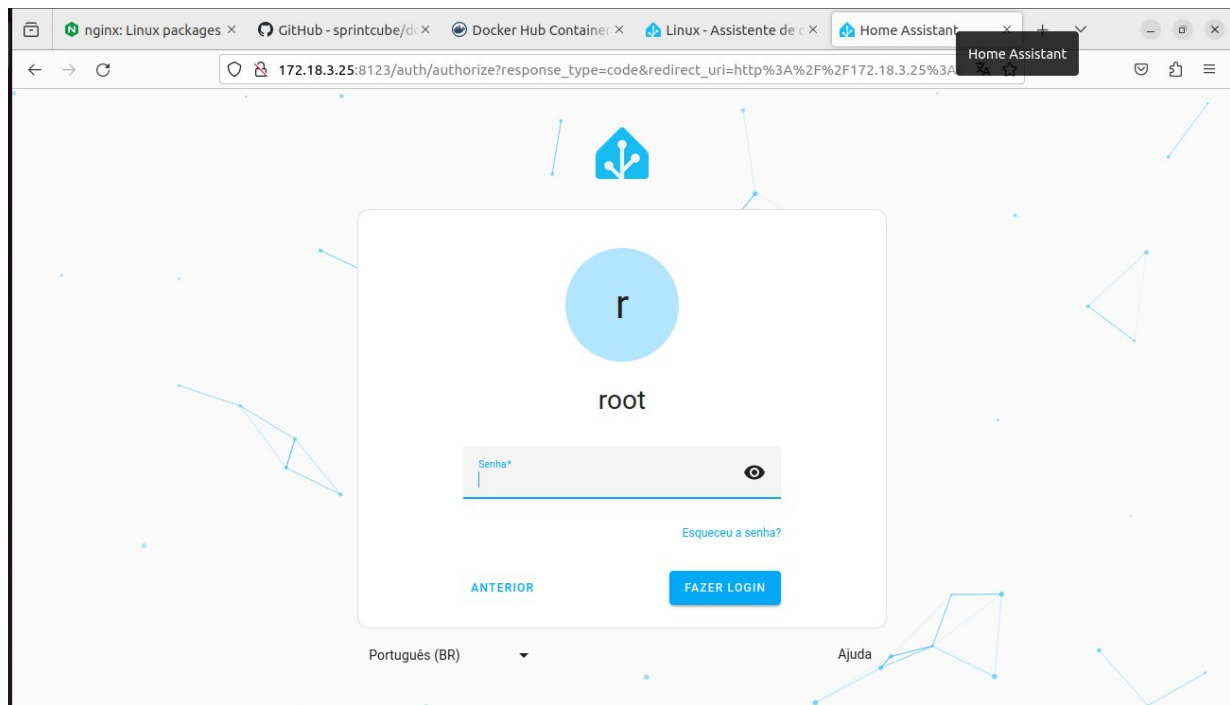 nginx: Linux packages
GitHub - sprintcube/do
Docker Hub Container
Linux - Assistente de c
Home Assistant
Home Assistant
172.18.3.25:8123/auth/authorize?response_type=code&redirect_uri=http%3A%2F%2F172.18.3.25%3A
r
root
Senha*
Esqueceu a senha?
ANTERIOR
FAZER LOGIN
Português (BR)
Ajuda